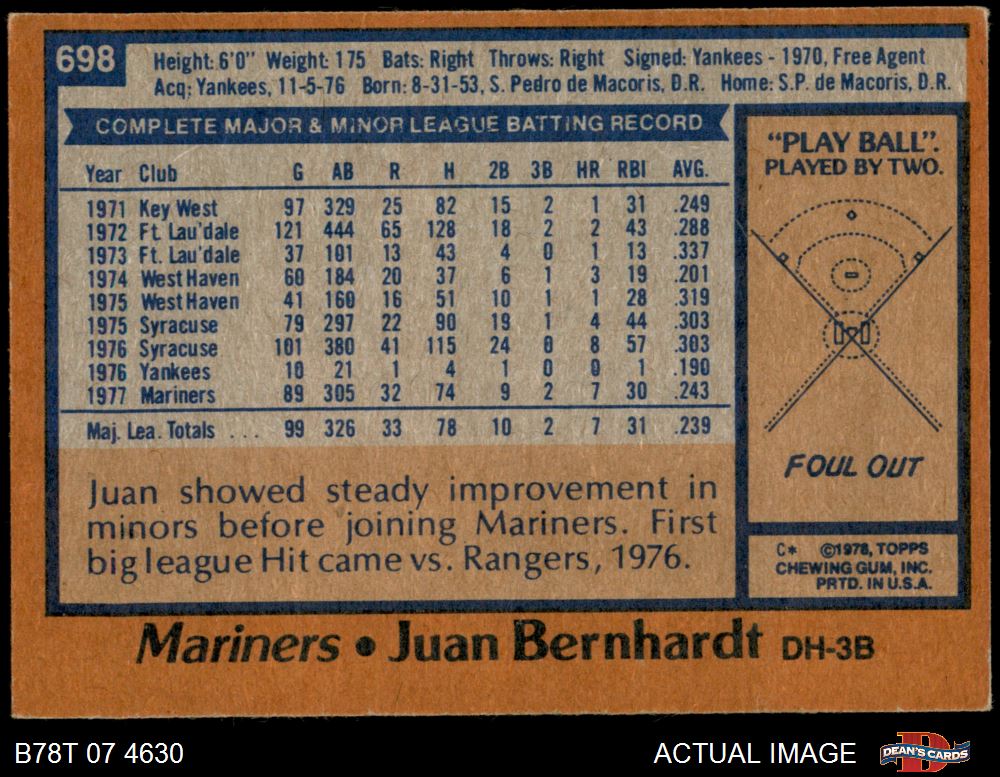 698
Height: 6'0" Weight: 175 Bats: Right Throws: Right Signed: Yankees - 1970, Free Agent
Acq: Yankees, 11-5-76 Born: 8-31-53, S. Pedro de Macoris, D.R. Home: S.P. de Macoris, D.R.
COMPLETE MAJOR & MINOR LEAGUE BATTING RECORD
Year Club G AB R H 2B 3B HR RBI AVG.
1971 Key West 97 329 25 82 15 2 1 31 .249
1972 Ft. Lau'dale 121 444 65 128 18 2 2 43 .288
1973 Ft. Lau'dale 37 101 13 43 4 0 1 13 .337
1974 West Haven 60 184 20 37 6 1 3 19 .201
1975 West Haven 41 160 16 51 10 1 1 28 .319
1975 Syracuse 79 297 22 90 19 1 4 44 .303
1976 Syracuse 101 380 41 115 24 0 8 57 .303
1976 Yankees 10 21 1 4 1 0 0 1 .190
1977 Mariners 89 305 32 74 9 2 7 30 .243
Maj. Lea. Totals ... 99 326 33 78 10 2 7 31 .239
Juan showed steady improvement in
minors before joining Mariners. First
big league Hit came vs. Rangers, 1976.
"PLAY BALL".
PLAYED BY TWO.
FOUL OUT
C* ©1978, TOPPS
CHEWING GUM, INC.
PRTD. IN U.S.A.
Mariners • Juan Bernhardt DH-3B
B78T 07 4630
ACTUAL IMAGE
DEAN'S CARDS